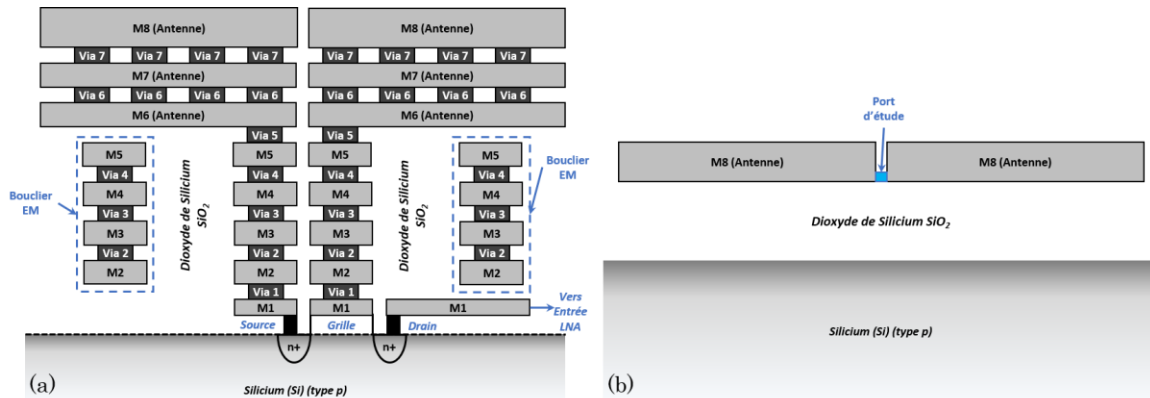 M8 (Antenne) M8 (Antenne)
Via 7 Via 7 Via 7 Via 7 Via 7 Via 7 Via 7 Via 7
M7 (Antenne) M7 (Antenne)
Via 6 Via 6 Via 6 Via 6 Via 6 Via 6 Via 6 Via 6
M6 (Antenne) M6 (Antenne)
Via 5 Via 5
M5 M5 M5 M5
Via 4 Via 4 Via 4 Via 4
M4 M4 M4 M4
Via 3 Via 3 Via 3 Via 3
M3 M3 M3 M3
Via 2 Via 2 Via 2 Via 2
M2 M2 M2 M2
Via 1 Via 1
M1 M1 M1
Bouclier
EM
Dioxyde de Silicium
SiO2
Dioxyde de Silicium
SiO2
Bouclier
EM
Source Grille Drain
Vers
Entrée
LNA
n+ n+
Silicium (Si) (type p)
(a)
Port
d'étude
M8 (Antenne) M8 (Antenne)
Dioxyde de Silicium SiO2
Silicium (Si) (type p)
(b)